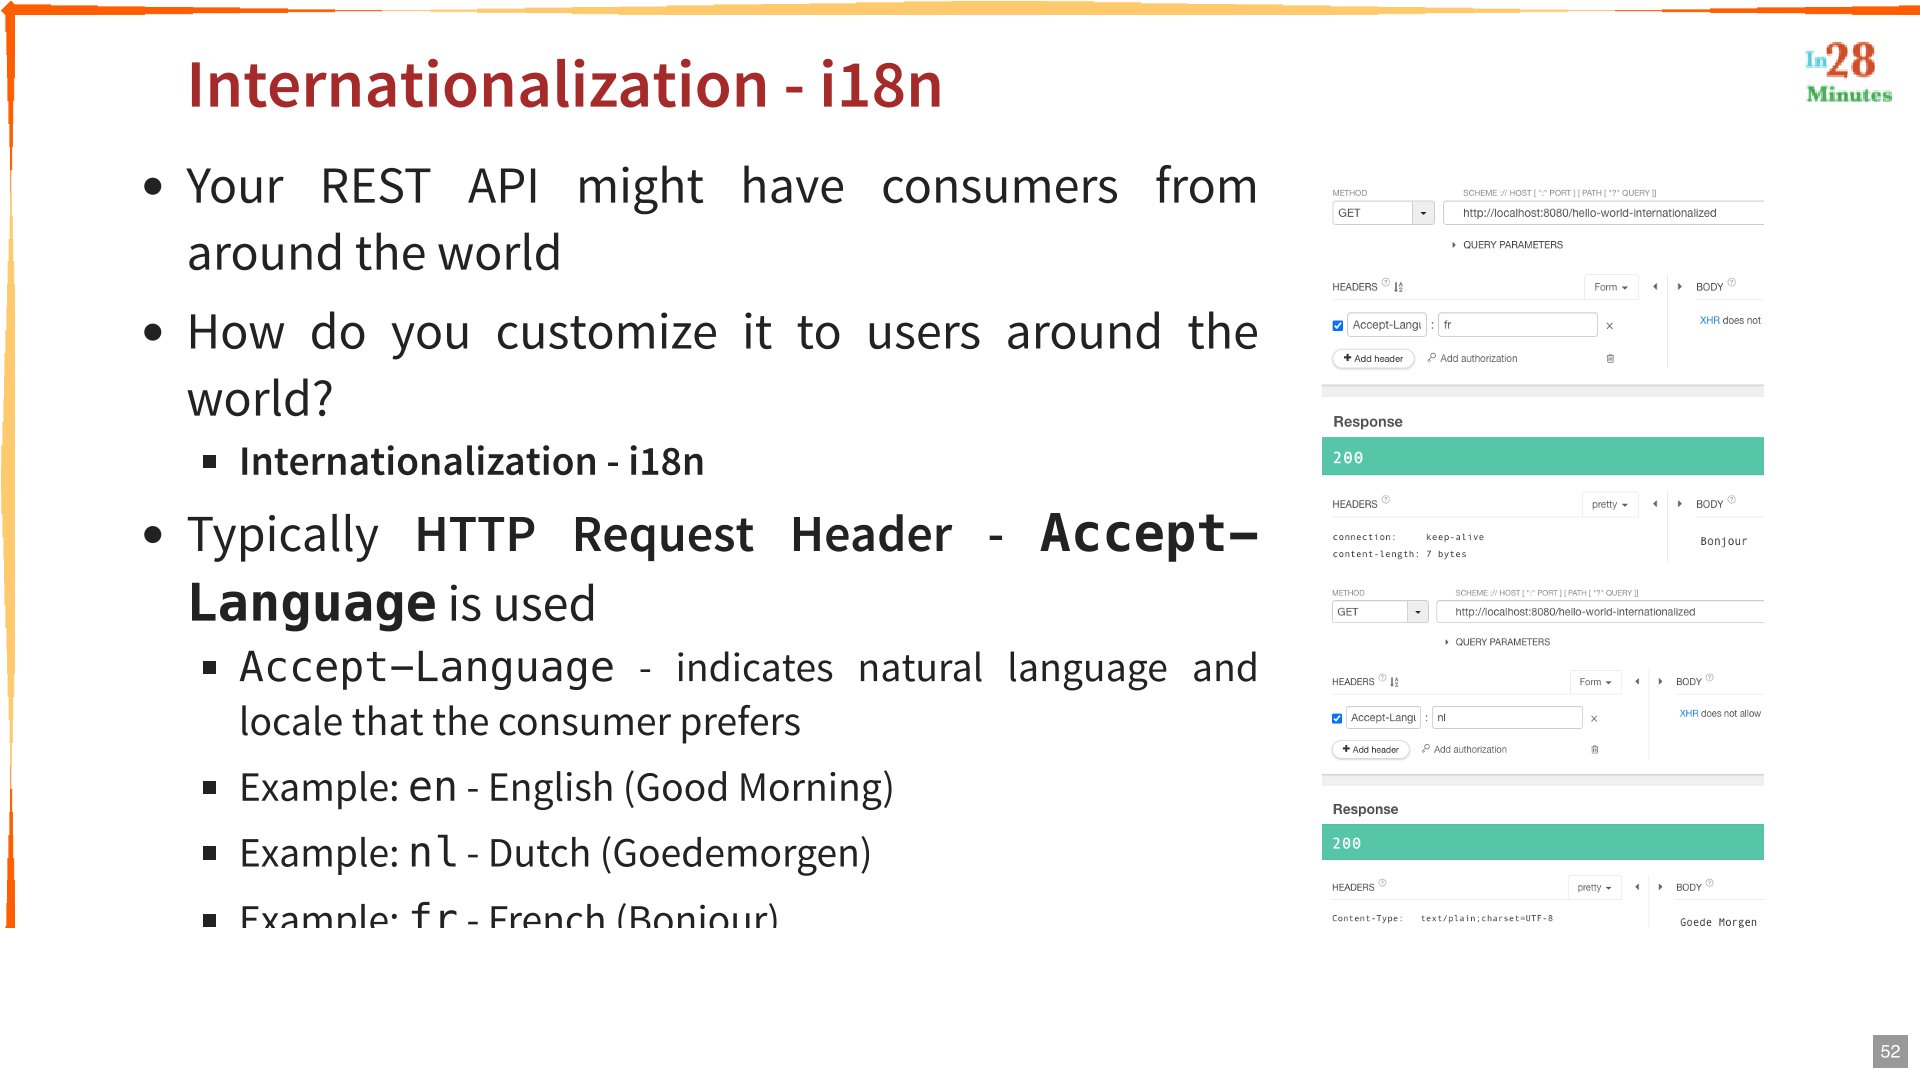 Internationalization - i18n
In28
Minutes
• Your REST API might have consumers from
around the world
• How do you customize it to users around the
world?
▪ Internationalization - i18n
• Typically HTTP Request Header - Accept-
Language is used
▪ Accept-Language - indicates natural language and
locale that the consumer prefers
▪ Example: en - English (Good Morning)
▪ Example: nl - Dutch (Goedemorgen)
▪ Example: fr - French (Bonjour)
METHOD SCHEME :// HOST [ ":" PORT ] [ PATH [ "?" QUERY ]]
GET http://localhost:8080/hello-world-internationalized
QUERY PARAMETERS
HEADERS Form BODY
Accept-Langu : fr × XHR does not
+ Add header Add authorization
Response
200
HEADERS pretty BODY
connection: keep-alive Bonjour
content-length: 7 bytes
METHOD SCHEME :// HOST [ ":" PORT ] [ PATH [ "?" QUERY ]]
GET http://localhost:8080/hello-world-internationalized
QUERY PARAMETERS
HEADERS Form BODY
Accept-Langu : nl × XHR does not allow
+ Add header Add authorization
Response
200
HEADERS pretty BODY
Content-Type: text/plain;charset=UTF-8 Goede Morgen
52